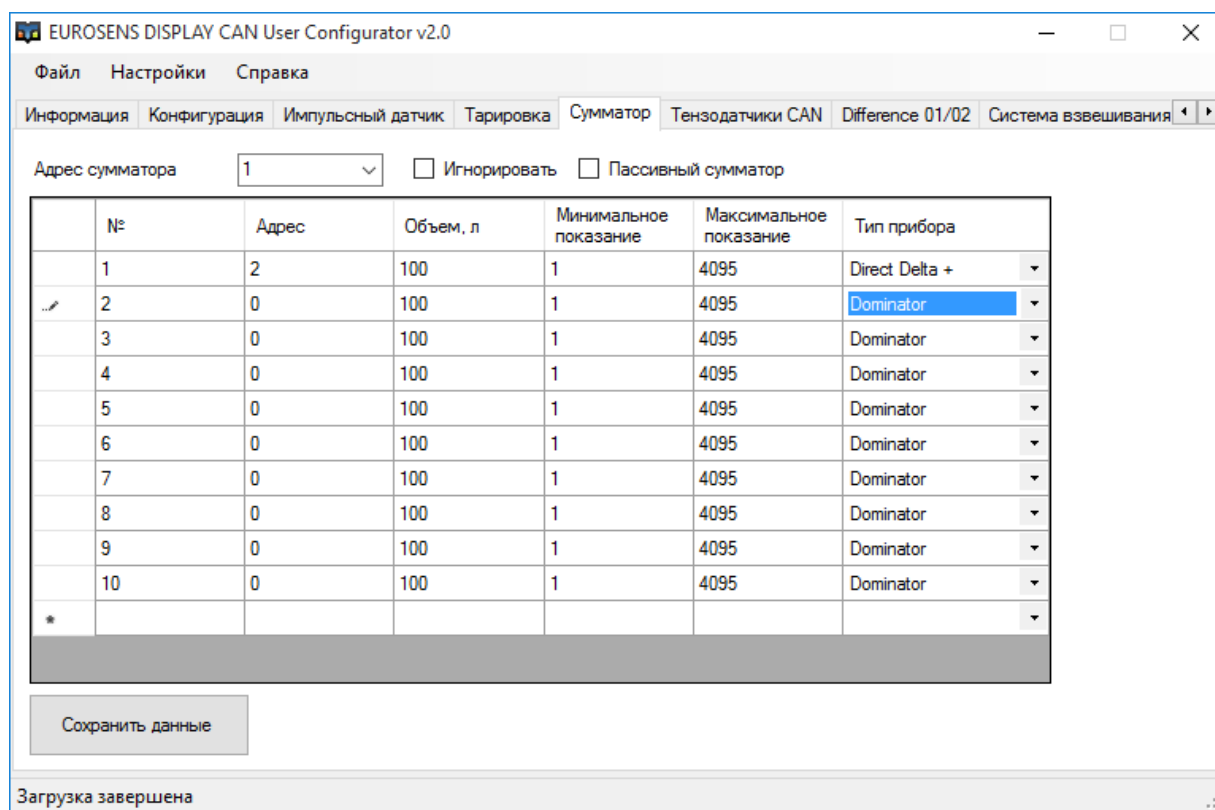 EUROSENS DISPLAY CAN User Configurator v2.0
Файл Настройки Справка
Информация Конфигурация Импульсный датчик Тарировка Сумматор Тензодатчики CAN Difference 01/02 Система взвешивания
Адрес сумматора 1 Игнорировать Пассивный сумматор
№ Адрес Объем, л Минимальное показание Максимальное показание Тип прибора
1 2 100 1 4095 Direct Delta +
2 0 100 1 4095 Dominator
3 0 100 1 4095 Dominator
4 0 100 1 4095 Dominator
5 0 100 1 4095 Dominator
6 0 100 1 4095 Dominator
7 0 100 1 4095 Dominator
8 0 100 1 4095 Dominator
9 0 100 1 4095 Dominator
10 0 100 1 4095 Dominator
Сохранить данные
Загрузка завершена